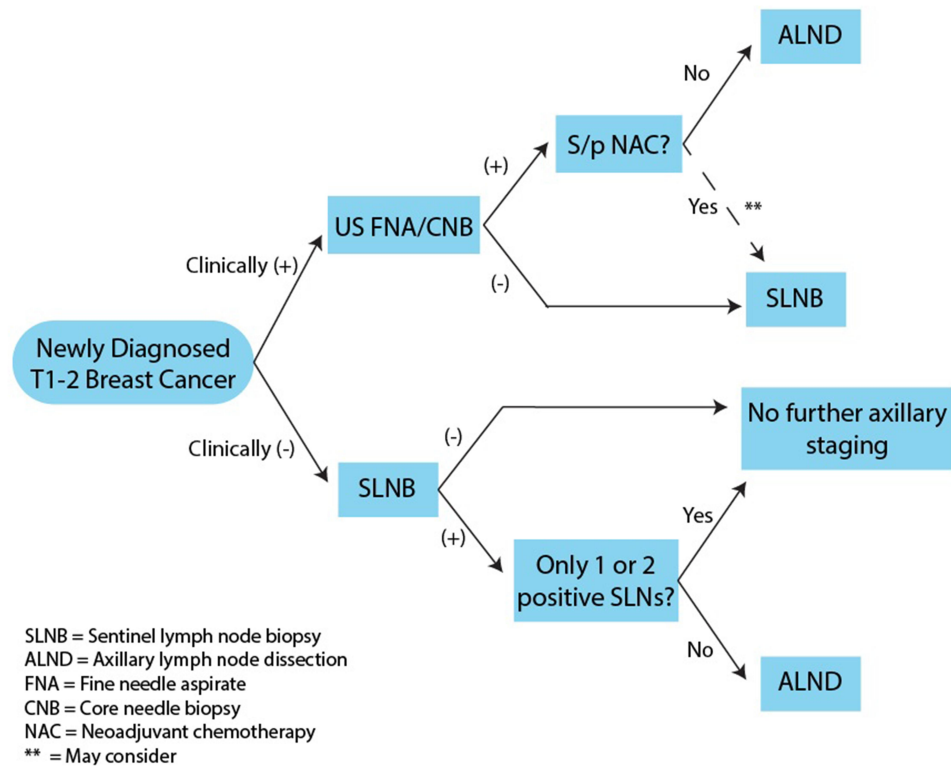 ALND
No
S/p NAC?
(+)
Yes
**
US FNA/CNB
Clinically (+)
(-)
SLNB
Newly Diagnosed
T1-2 Breast Cancer
No further axillary
staging
(-)
Clinically (-)
SLNB
(+)
Yes
Only 1 or 2
positive SLNs?
No
ALND
SLNB = Sentinel lymph node biopsy
ALND = Axillary lymph node dissection
FNA = Fine needle aspirate
CNB = Core needle biopsy
NAC = Neoadjuvant chemotherapy
** = May consider